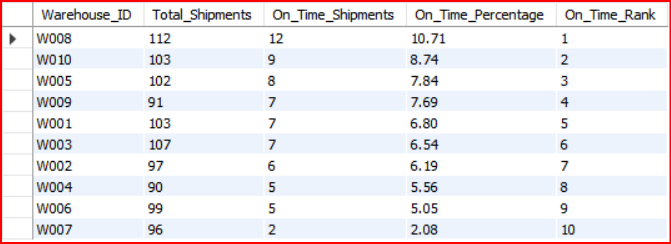 Warehouse_ID Total_Shipments On_Time_Shipments On_Time_Percentage On_Time_Rank
W008 112 12 10.71 1
W010 103 9 8.74 2
W005 102 8 7.84 3
W009 91 7 7.69 4
W001 103 7 6.80 5
W003 107 7 6.54 6
W002 97 6 6.19 7
W004 90 5 5.56 8
W006 99 5 5.05 9
W007 96 2 2.08 10